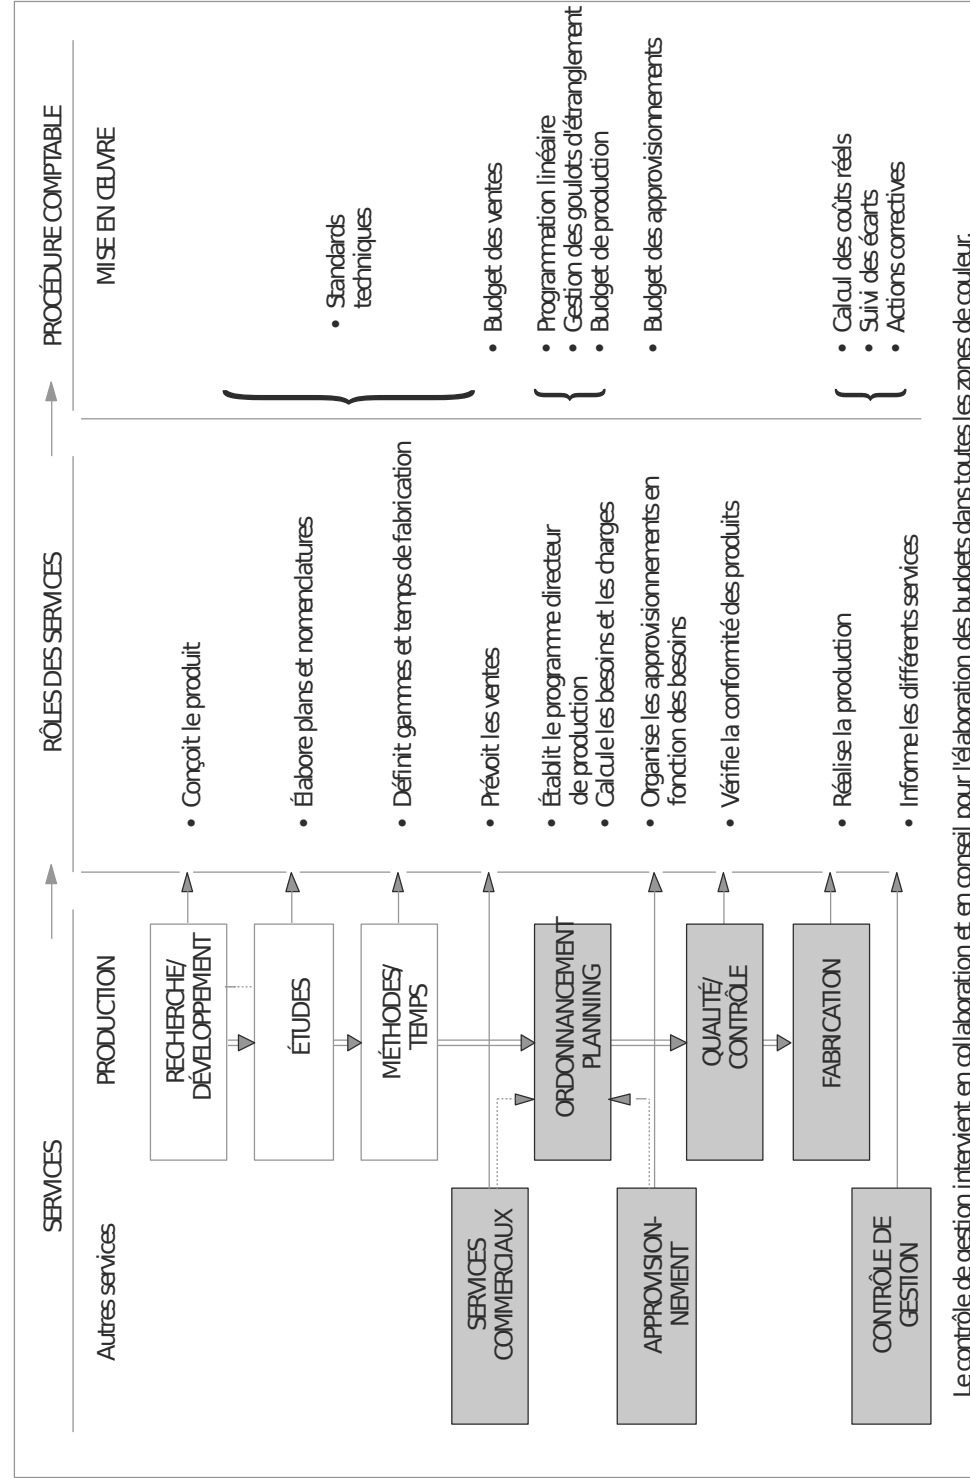 SERVICES
RÔLES DES SERVICES
PROCÉDURE COMPTABLE
Autres services
PRODUCTION
MISE EN ŒUVRE
RECHERCHE/
DÉVELOPPEMENT
• Conçoit le produit
ÉTUDES
• Élabore plans et nomenclatures
• Standards
techniques
MÉTHODES/
TEMPS
• Définit gammes et temps de fabrication
SERVICES
COMMERCIAUX
• Prévoit les ventes
• Budget des ventes
ORDONNANCEMENT
PLANNING
• Établit le programme directeur
de production
• Calcule les besoins et les charges
• Programmation linéaire
• Gestion des goulots d'étranglement
• Budget de production
APPROVISION-
NEMENT
• Organise les approvisionnements en
fonction des besoins
• Budget des approvisionnements
QUALITÉ/
CONTRÔLE
• Vérifie la conformité des produits
FABRICATION
• Réalise la production
• Calcul des coûts réels
• Suivi des écarts
• Actions correctives
CONTRÔLE DE
GESTION
• Informe les différents services
Le contrôle de gestion intervient en collaboration et en conseil pour l'élaboration des budgets dans toutes les zones de couleur.